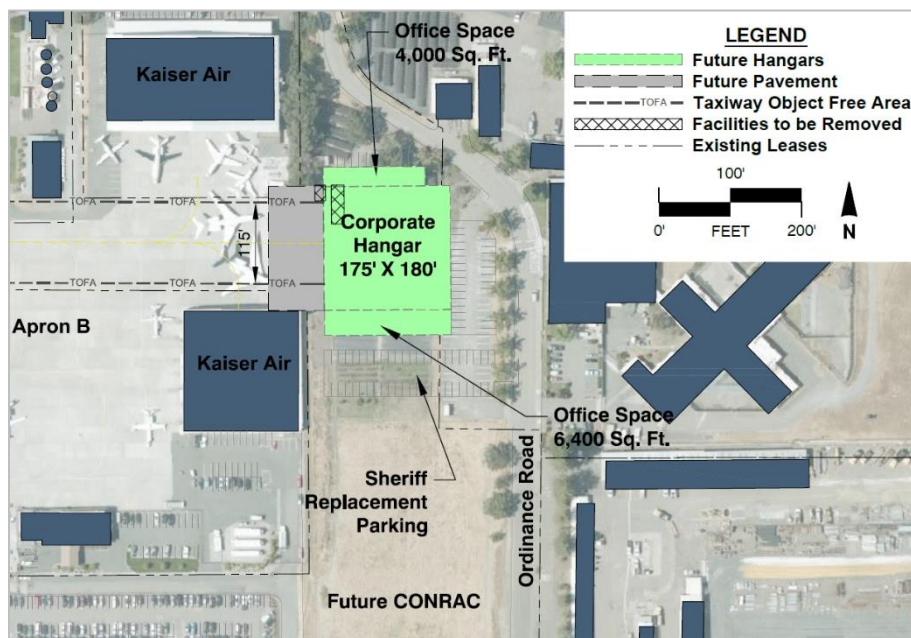 Office Space
4,000 Sq. Ft.
LEGEND
Future Hangars
Future Pavement
TOFA Taxiway Object Free Area
Facilities to be Removed
Existing Leases
100'
0' FEET 200'
N
Kaiser Air
TOFA TOFA TOFA
115'
Corporate
Hangar
175' X 180'
TOFA TOFA TOFA
Apron B
Kaiser Air
Office Space
6,400 Sq. Ft.
Sheriff
Replacement
Parking
Ordinance Road
Future CONRAC